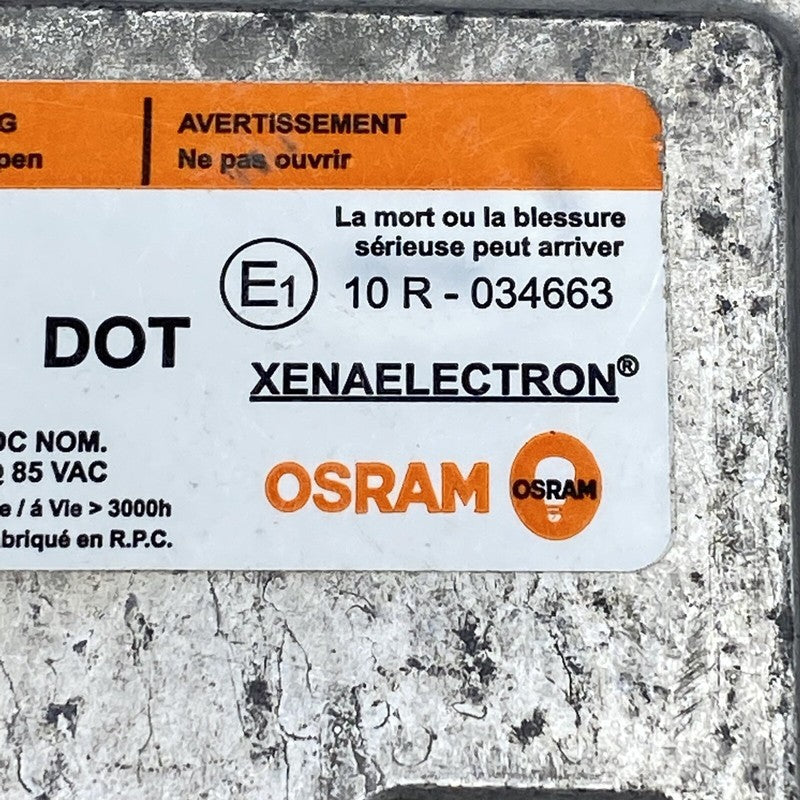 G
pen
AVERTISSEMENT
Ne pas ouvrir
La mort ou la blessure
sérieuse peut arriver
E1
10 R - 034663
DOT
XENAELECTRON®
DC NOM.
85 VAC
e / á Vie > 3000h
briqué en R.P.C.
OSRAM
OSRAM